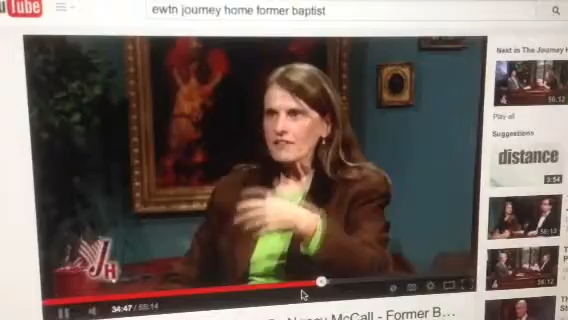 Tube
ewtn journey home former baptist
Next in The Journey H
56:12
Play all
Suggestions
distance
3:54
56:13
56:12
JH
34:47 / 56:14
Nancy McCall - Former B...